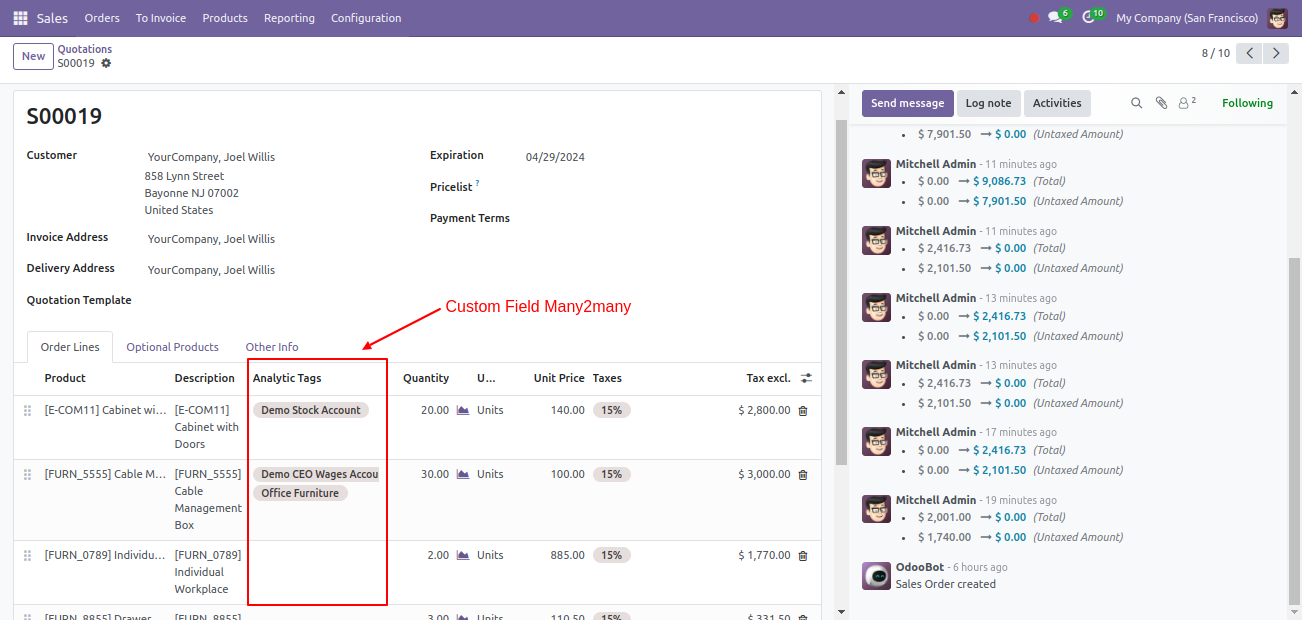 Sales Orders To Invoice Products Reporting Configuration 6 10 My Company (San Francisco)
New Quotations
S00019
8 / 10
S00019
Customer YourCompany, Joel Willis
858 Lynn Street
Bayonne NJ 07002
United States
Expiration 04/29/2024
Pricelist ?
Payment Terms
Invoice Address YourCompany, Joel Willis
Delivery Address YourCompany, Joel Willis
Quotation Template
Custom Field Many2many
Order Lines Optional Products Other Info
Product Description Analytic Tags Quantity U... Unit Price Taxes Tax excl.
[E-COM11] Cabinet wi... [E-COM11] Demo Stock Account 20.00 Units 140.00 15% $ 2,800.00
Cabinet with
Doors
[FURN_5555] Cable M... [FURN_5555] Demo CEO Wages Accou 30.00 Units 100.00 15% $ 3,000.00
Cable Office Furniture
Management
Box
[FURN_0789] Individu... [FURN_0789] 2.00 Units 885.00 15% $ 1,770.00
Individual
Workplace
[FURN_8855] Drawer [FURN_8855] 3.00 Units 110.50 15% $ 331.50
Send message Log note Activities 2 Following
$ 7,901.50 → $ 0.00 (Untaxed Amount)
Mitchell Admin - 11 minutes ago
$ 0.00 → $ 9,086.73 (Total)
$ 0.00 → $ 7,901.50 (Untaxed Amount)
Mitchell Admin - 11 minutes ago
$ 2,416.73 → $ 0.00 (Total)
$ 2,101.50 → $ 0.00 (Untaxed Amount)
Mitchell Admin - 13 minutes ago
$ 0.00 → $ 2,416.73 (Total)
$ 0.00 → $ 2,101.50 (Untaxed Amount)
Mitchell Admin - 13 minutes ago
$ 2,416.73 → $ 0.00 (Total)
$ 2,101.50 → $ 0.00 (Untaxed Amount)
Mitchell Admin - 17 minutes ago
$ 0.00 → $ 2,416.73 (Total)
$ 0.00 → $ 2,101.50 (Untaxed Amount)
Mitchell Admin - 19 minutes ago
$ 2,001.00 → $ 0.00 (Total)
$ 1,740.00 → $ 0.00 (Untaxed Amount)
OdooBot - 6 hours ago
Sales Order created